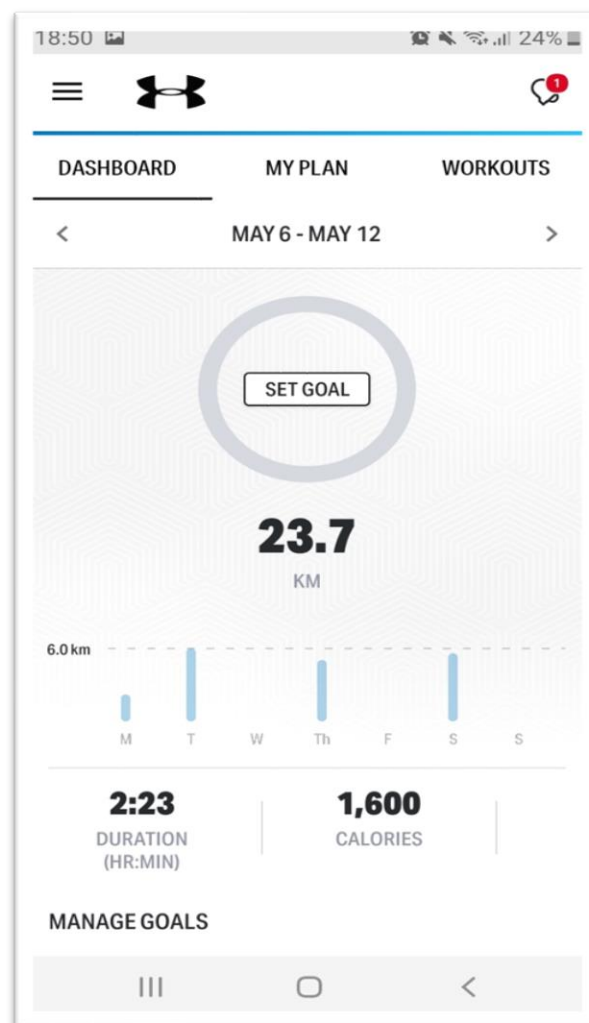 18:50 24%
1
DASHBOARD MY PLAN WORKOUTS
< MAY 6 - MAY 12 >
SET GOAL
23.7
KM
6.0 km
M T W Th F S S
2:23 1,600
DURATION CALORIES
(HR:MIN)
MANAGE GOALS